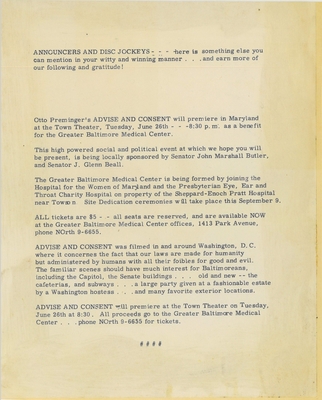 ANNOUNCERS AND DISC JOCKEYS - - - here is something else you
can mention in your witty and winning manner . . .and earn more of
our following and gratitude!
Otto Preminger's ADVISE AND CONSENT will premiere in Maryland
at the Town Theater, Tuesday, June 26th - - -8:30 p.m. as a benefit
for the Greater Baltimore Medical Center.
This high powered social and political event at which we hope you will
be present, is being locally sponsored by Senator John Marshall Butler,
and Senator J. Glenn Beall.
The Greater Baltimore Medical Center is being formed by joining the
Hospital for the Women of Maryland and the Presbyterian Eye, Ear and
Throat Charity Hospital on property of the Sheppard-Enoch Pratt Hospital
near Towson Site Dedication ceremonies will take place this September 9.
ALL tickets are $5 - - all seats are reserved, and are available NOW
at the Greater Baltimore Medical Center offices, 1413 Park Avenue,
phone NOrth 9-6655.
ADVISE AND CONSENT was filmed in and around Washington, D.C.
where it concerns the fact that our laws are made for humanity
but administered by humans with all their foibles for good and evil.
The familiar scenes should have much interest for Baltimoreans,
including the Capitol, the Senate buildings . . . old and new -- the
cafeterias, and subways . . .a large party given at a fashionable estate
by a Washington hostess . . .and many favorite exterior locations.
ADVISE AND CONSENT will premiere at the Town Theater on Tuesday,
June 26th at 8:30. All proceeds go to the Greater Baltimore Medical
Center . . .phone NOrth 9-6635 for tickets.
# # # #